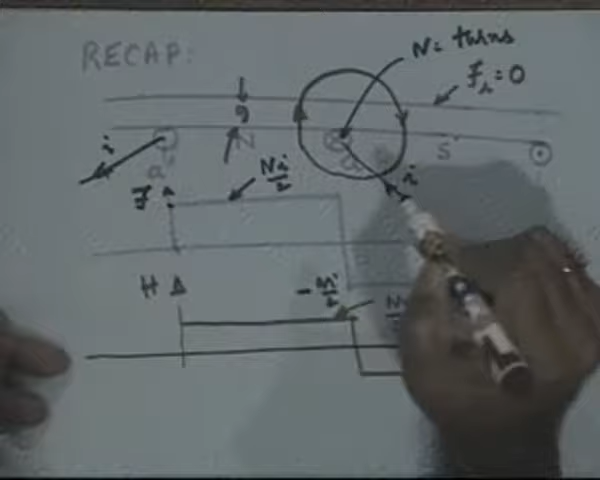 RECAP:
N = turns
F_r = 0
g
N
S
i
a'
a
i
F
Ni/2
H
-Ni/2